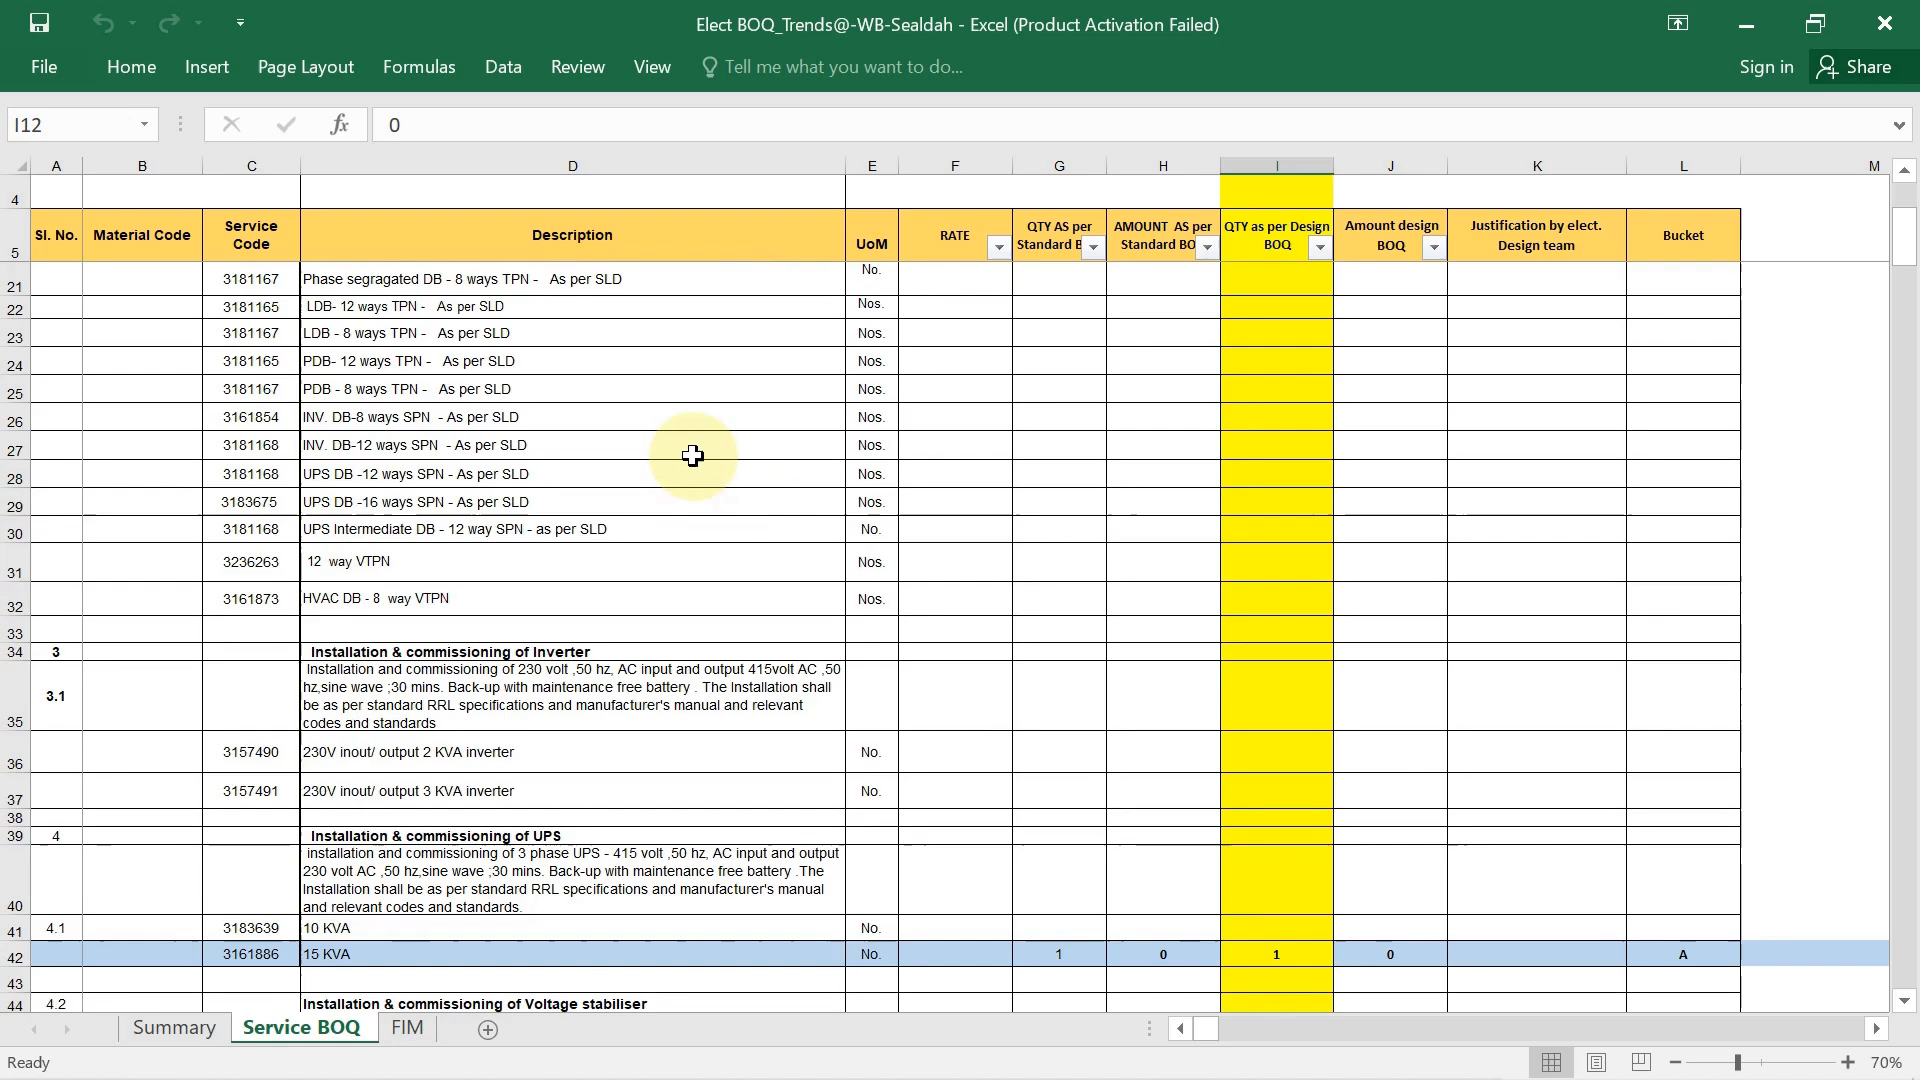 Elect BOQ_Trends@-WB-Sealdah - Excel (Product Activation Failed)
File Home Insert Page Layout Formulas Data Review View Tell me what you want to do... Sign in Share
I12 fx 0
A B C D E F G H I J K L M
4
5 Sl. No. Material Code Service Code Description UoM RATE QTY AS per Standard B AMOUNT AS per Standard BO QTY as per Design BOQ Amount design BOQ Justification by elect. Design team Bucket
21 3181167 Phase segragated DB - 8 ways TPN - As per SLD No.
22 3181165 LDB- 12 ways TPN - As per SLD Nos.
23 3181167 LDB - 8 ways TPN - As per SLD Nos.
24 3181165 PDB- 12 ways TPN - As per SLD Nos.
25 3181167 PDB - 8 ways TPN - As per SLD Nos.
26 3161854 INV. DB-8 ways SPN - As per SLD Nos.
27 3181168 INV. DB-12 ways SPN - As per SLD Nos.
28 3181168 UPS DB -12 ways SPN - As per SLD Nos.
29 3183675 UPS DB -16 ways SPN - As per SLD Nos.
30 3181168 UPS Intermediate DB - 12 way SPN - as per SLD No.
31 3236263 12 way VTPN Nos.
32 3161873 HVAC DB - 8 way VTPN Nos.
33
34 3 Installation & commissioning of Inverter
35 3.1 Installation and commissioning of 230 volt ,50 hz, AC input and output 415volt AC ,50
hz,sine wave ;30 mins. Back-up with maintenance free battery . The Installation shall
be as per standard RRL specifications and manufacturer's manual and relevant
codes and standards
36 3157490 230V inout/ output 2 KVA inverter No.
37 3157491 230V inout/ output 3 KVA inverter No.
38
39 4 Installation & commissioning of UPS
40 installation and commissioning of 3 phase UPS - 415 volt ,50 hz, AC input and output
230 volt AC ,50 hz,sine wave ;30 mins. Back-up with maintenance free battery .The
Installation shall be as per standard RRL specifications and manufacturer's manual
and relevant codes and standards.
41 4.1 3183639 10 KVA No.
42 3161886 15 KVA No. 1 0 1 0 A
43
44 4.2 Installation & commissioning of Voltage stabiliser
Summary Service BOQ FIM
Ready 70%